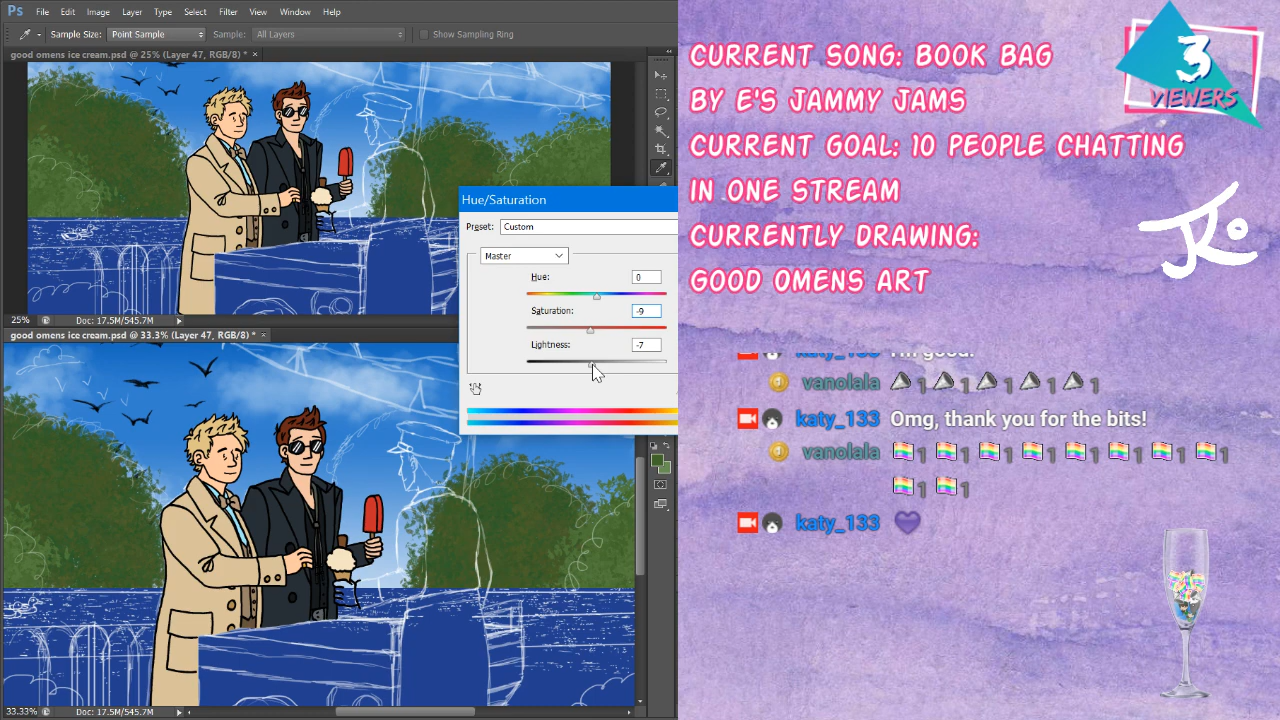 Ps File Edit Image Layer Type Select Filter View Window Help
Sample Size: Point Sample Sample: All Layers Show Sampling Ring
good omens ice cream.psd @ 25% (Layer 47, RGB/8) *
25% Doc: 17.5M/545.7M
good omens ice cream.psd @ 33.3% (Layer 47, RGB/8) *
33.33% Doc: 17.5M/545.7M
Hue/Saturation
Preset: Custom
Master
Hue: 0
Saturation: -9
Lightness: -7
CURRENT SONG: BOOK BAG
BY E'S JAMMY JAMS
CURRENT GOAL: 10 PEOPLE CHATTING
IN ONE STREAM
CURRENTLY DRAWING:
GOOD OMENS ART
3
VIEWERS
JKo
katy_133 I'm good!
vanolala 1 1 1 1 1
katy_133 Omg, thank you for the bits!
vanolala 1 1 1 1 1 1 1 1
1 1
katy_133